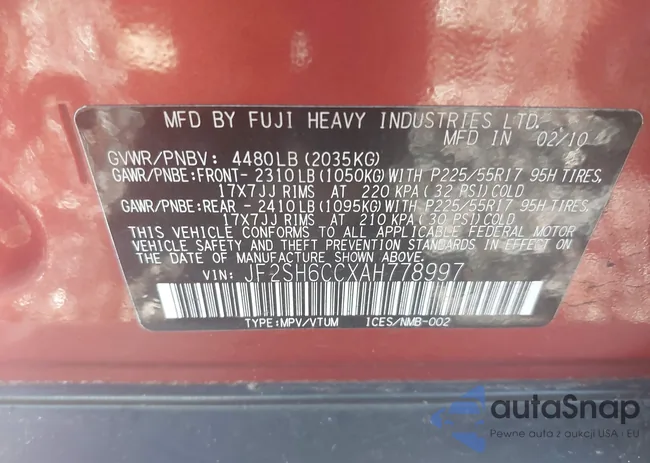 MFD BY FUJI HEAVY INDUSTRIES LTD.
MFD IN 02/10
GVWR/PNBV: 4480LB (2035KG)
GAWR/PNBE:FRONT- 2310LB (1050KG)WITH P225/55R17 95H TIRES,
17X7JJ RIMS AT 220 KPA (32 PSI)COLD
GAWR/PNBE:REAR - 2410LB (1095KG)WITH P225/55R17 95H TIRES,
17X7JJ RIMS AT 210 KPA (30 PSI)COLD
THIS VEHICLE CONFORMS TO ALL APPLICABLE FEDERAL MOTOR
VEHICLE SAFETY AND THEFT PREVENTION STANDARDS IN EFFECT ON
THE DATE OF MANUFACTURE SHOWN ABOVE.
VIN: JF2SH6CCXAH778997
TYPE:MPV/VTUM ICES/NMB-002
autaSnap
Pewne auta z aukcji USA i EU